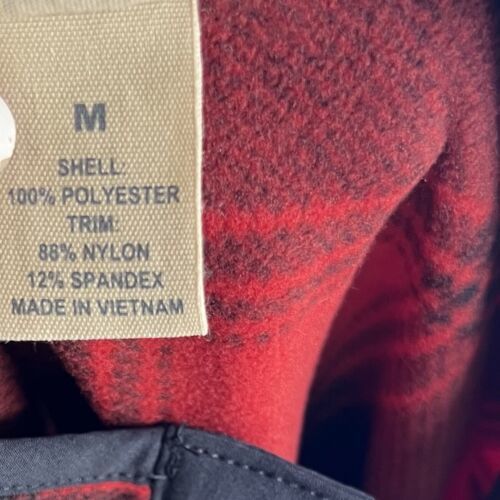 M
SHELL:
100% POLYESTER
TRIM:
88% NYLON
12% SPANDEX
MADE IN VIETNAM